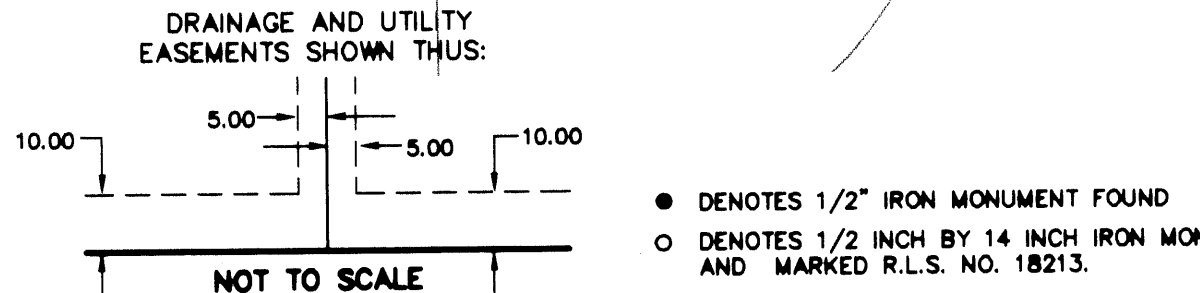 DRAINAGE AND UTILITY
EASEMENTS SHOWN THUS:
5.00
10.00
5.00
10.00
NOT TO SCALE
DENOTES 1/2" IRON MONUMENT FOUND
DENOTES 1/2 INCH BY 14 INCH IRON
AND MARKED R.L.S. NO. 18213.